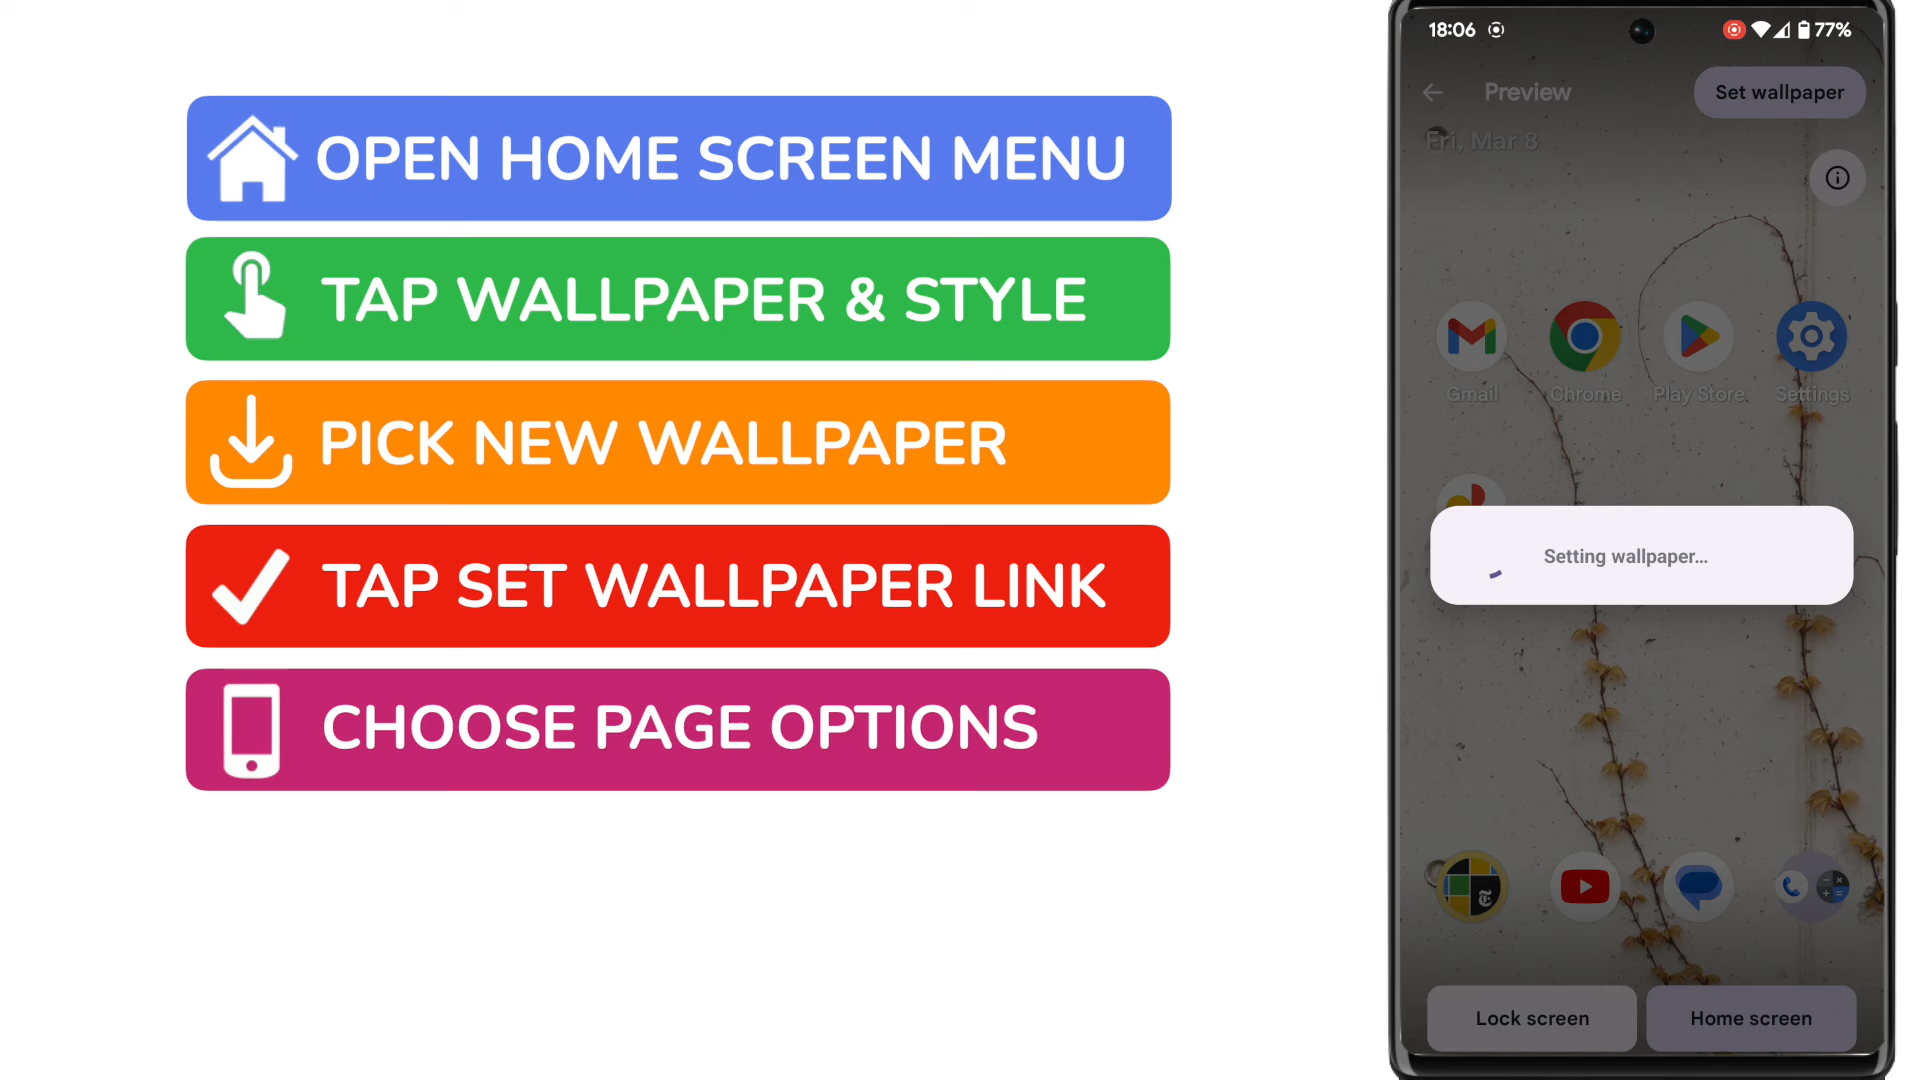 OPEN HOME SCREEN MENU
TAP WALLPAPER & STYLE
PICK NEW WALLPAPER
TAP SET WALLPAPER LINK
CHOOSE PAGE OPTIONS
18:06 77%
Preview Set wallpaper
Fri, Mar 8
Gmail Chrome Play Store Settings
Setting wallpaper...
Lock screen Home screen